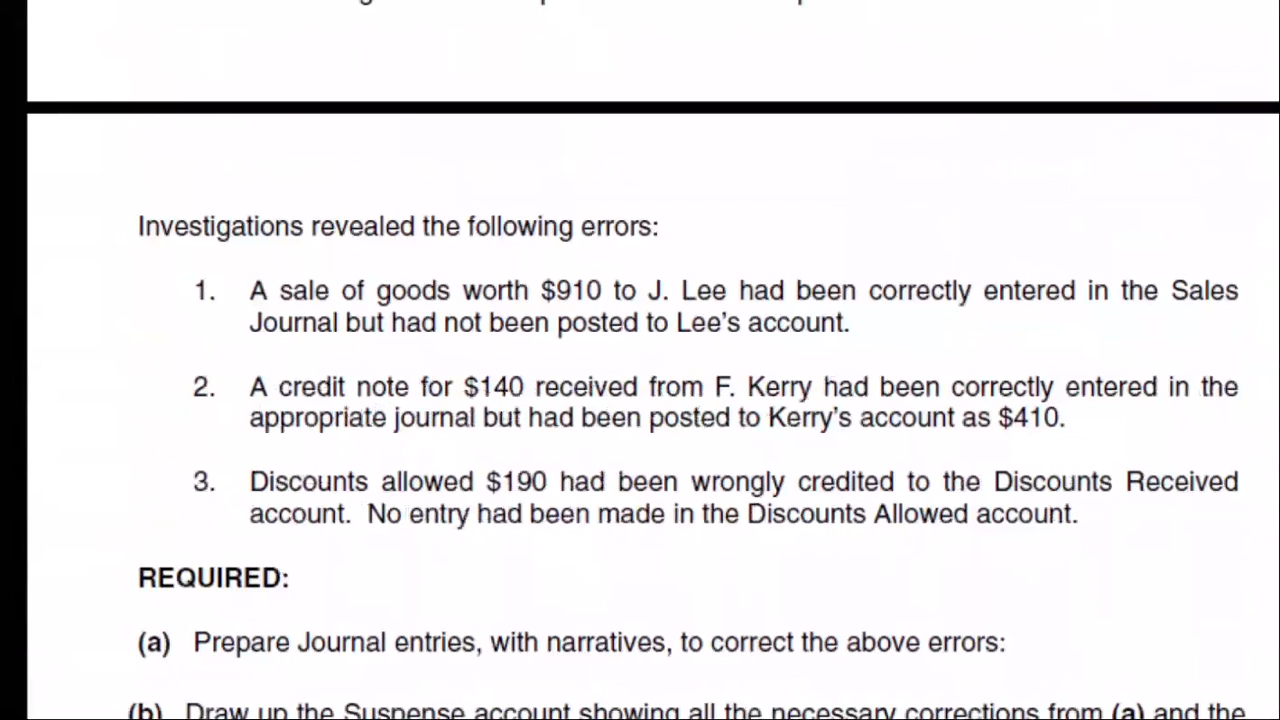 Investigations revealed the following errors:
1. A sale of goods worth $910 to J. Lee had been correctly entered in the Sales
Journal but had not been posted to Lee's account.
2. A credit note for $140 received from F. Kerry had been correctly entered in the
appropriate journal but had been posted to Kerry's account as $410.
3. Discounts allowed $190 had been wrongly credited to the Discounts Received
account. No entry had been made in the Discounts Allowed account.
REQUIRED:
(a) Prepare Journal entries, with narratives, to correct the above errors:
(b) Draw up the Suspense account showing all the necessary corrections from (a) and the